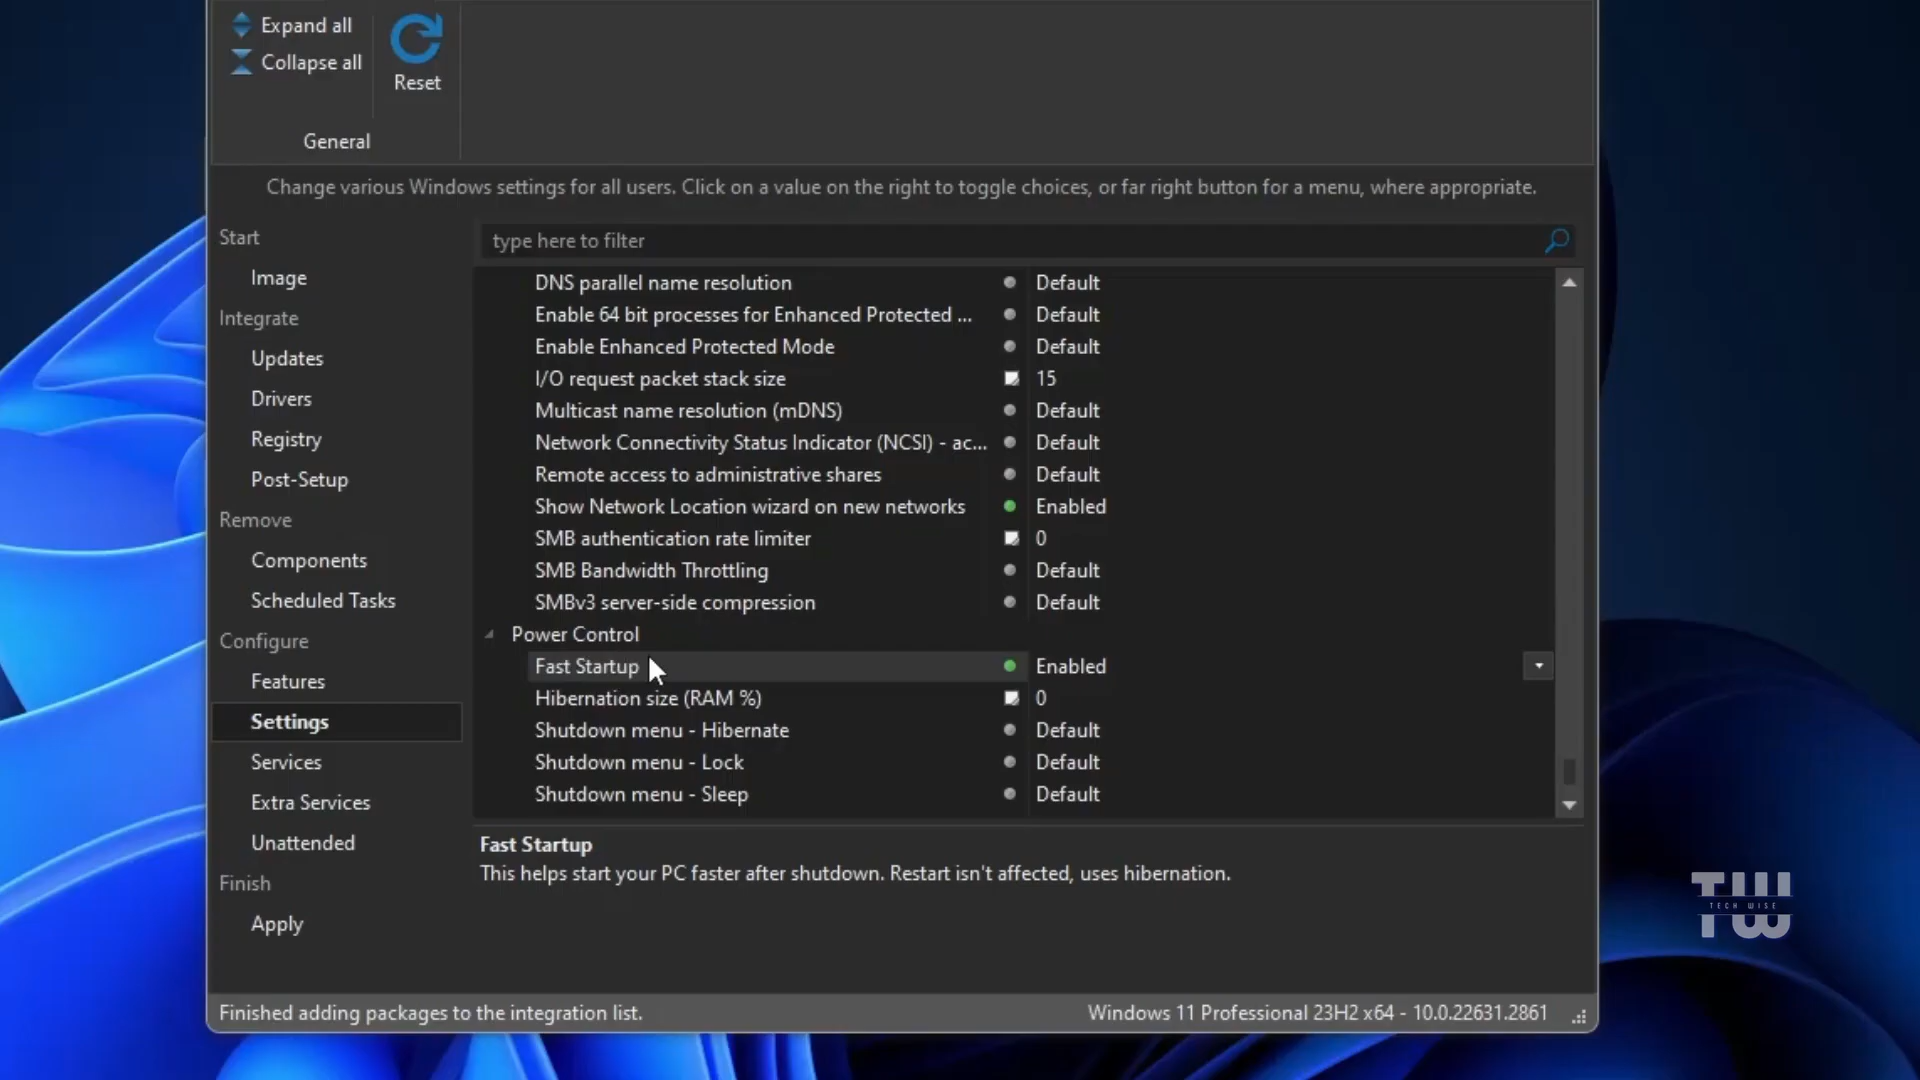 Expand all
Collapse all
Reset
General
Change various Windows settings for all users. Click on a value on the right to toggle choices, or far right button for a menu, where appropriate.
Start
Image
Integrate
Updates
Drivers
Registry
Post-Setup
Remove
Components
Scheduled Tasks
Configure
Features
Settings
Services
Extra Services
Unattended
Finish
Apply
type here to filter
DNS parallel name resolution Default
Enable 64 bit processes for Enhanced Protected ... Default
Enable Enhanced Protected Mode Default
I/O request packet stack size 15
Multicast name resolution (mDNS) Default
Network Connectivity Status Indicator (NCSI) - ac... Default
Remote access to administrative shares Default
Show Network Location wizard on new networks Enabled
SMB authentication rate limiter 0
SMB Bandwidth Throttling Default
SMBv3 server-side compression Default
Power Control
Fast Startup Enabled
Hibernation size (RAM %) 0
Shutdown menu - Hibernate Default
Shutdown menu - Lock Default
Shutdown menu - Sleep Default
Fast Startup
This helps start your PC faster after shutdown. Restart isn't affected, uses hibernation.
TW
TECH WISE
Finished adding packages to the integration list.
Windows 11 Professional 23H2 x64 - 10.0.22631.2861